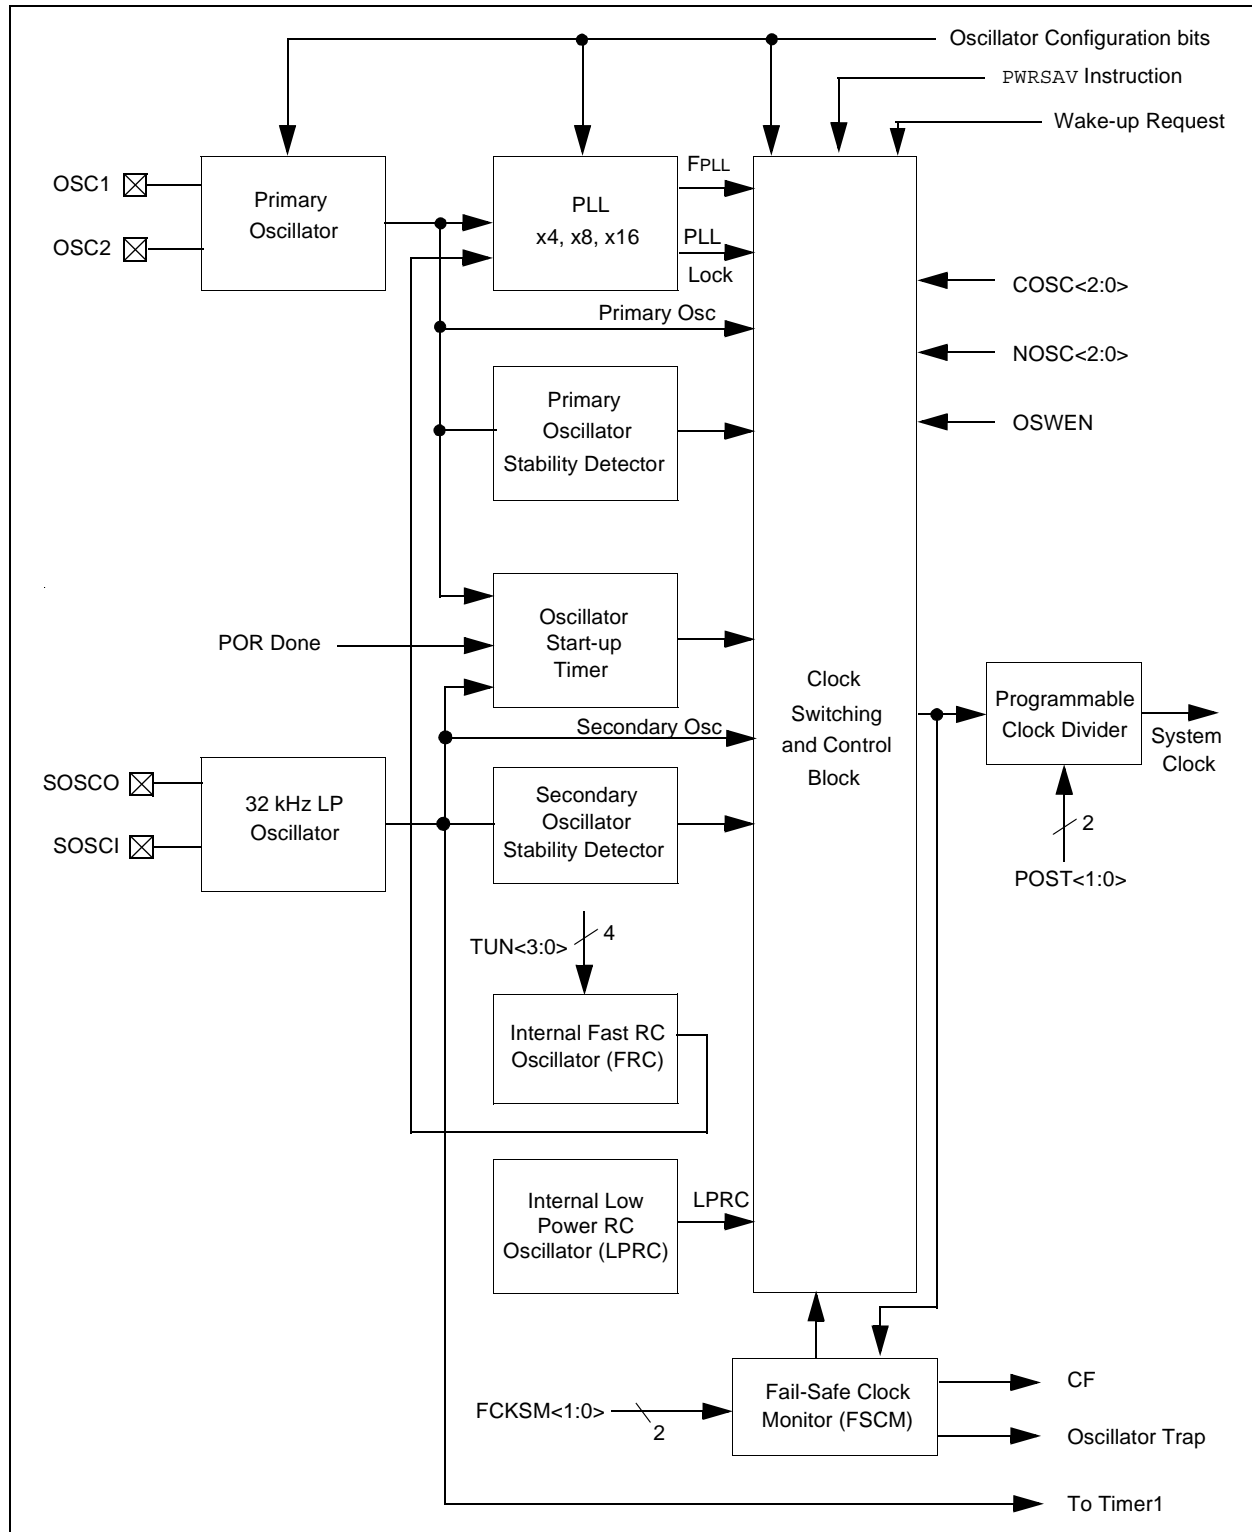 Oscillator Configuration bits
PWRSAV Instruction
Wake-up Request
OSC1
OSC2
Primary
Oscillator
PLL
x4, x8, x16
FPLL
PLL
Lock
Primary Osc
COSC<2:0>
NOSC<2:0>
OSWEN
Primary
Oscillator
Stability Detector
POR Done
Oscillator
Start-up
Timer
Secondary Osc
Clock
Switching
and Control
Block
Programmable
Clock Divider
System
Clock
2
POST<1:0>
SOSCO
SOSCI
32 kHz LP
Oscillator
Secondary
Oscillator
Stability Detector
TUN<3:0>
4
Internal Fast RC
Oscillator (FRC)
Internal Low
Power RC
Oscillator (LPRC)
LPRC
FCKSM<1:0>
2
Fail-Safe Clock
Monitor (FSCM)
CF
Oscillator Trap
To Timer1